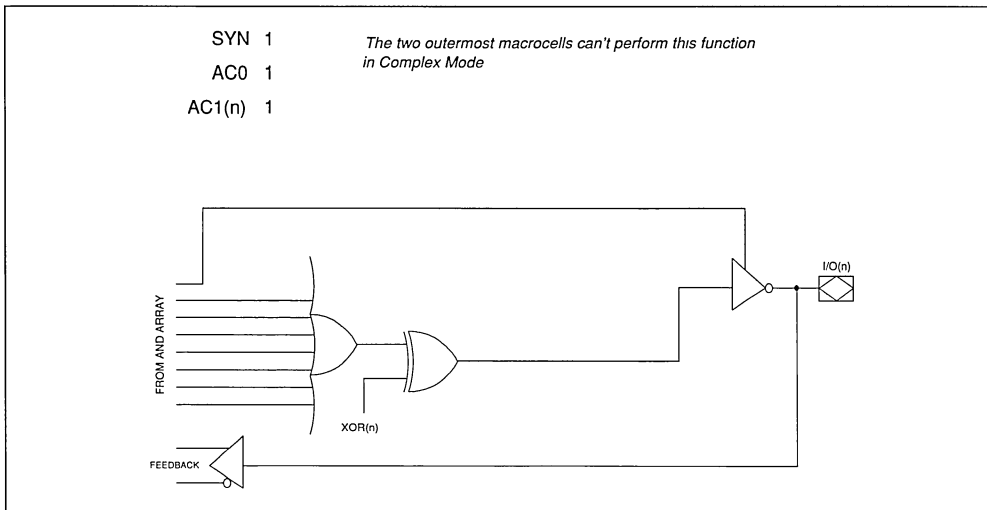 SYN 1
The two outermost macrocells can't perform this function
in Complex Mode
AC0 1
AC1(n) 1
I/O(n)
FROM AND ARRAY
XOR(n)
FEEDBACK